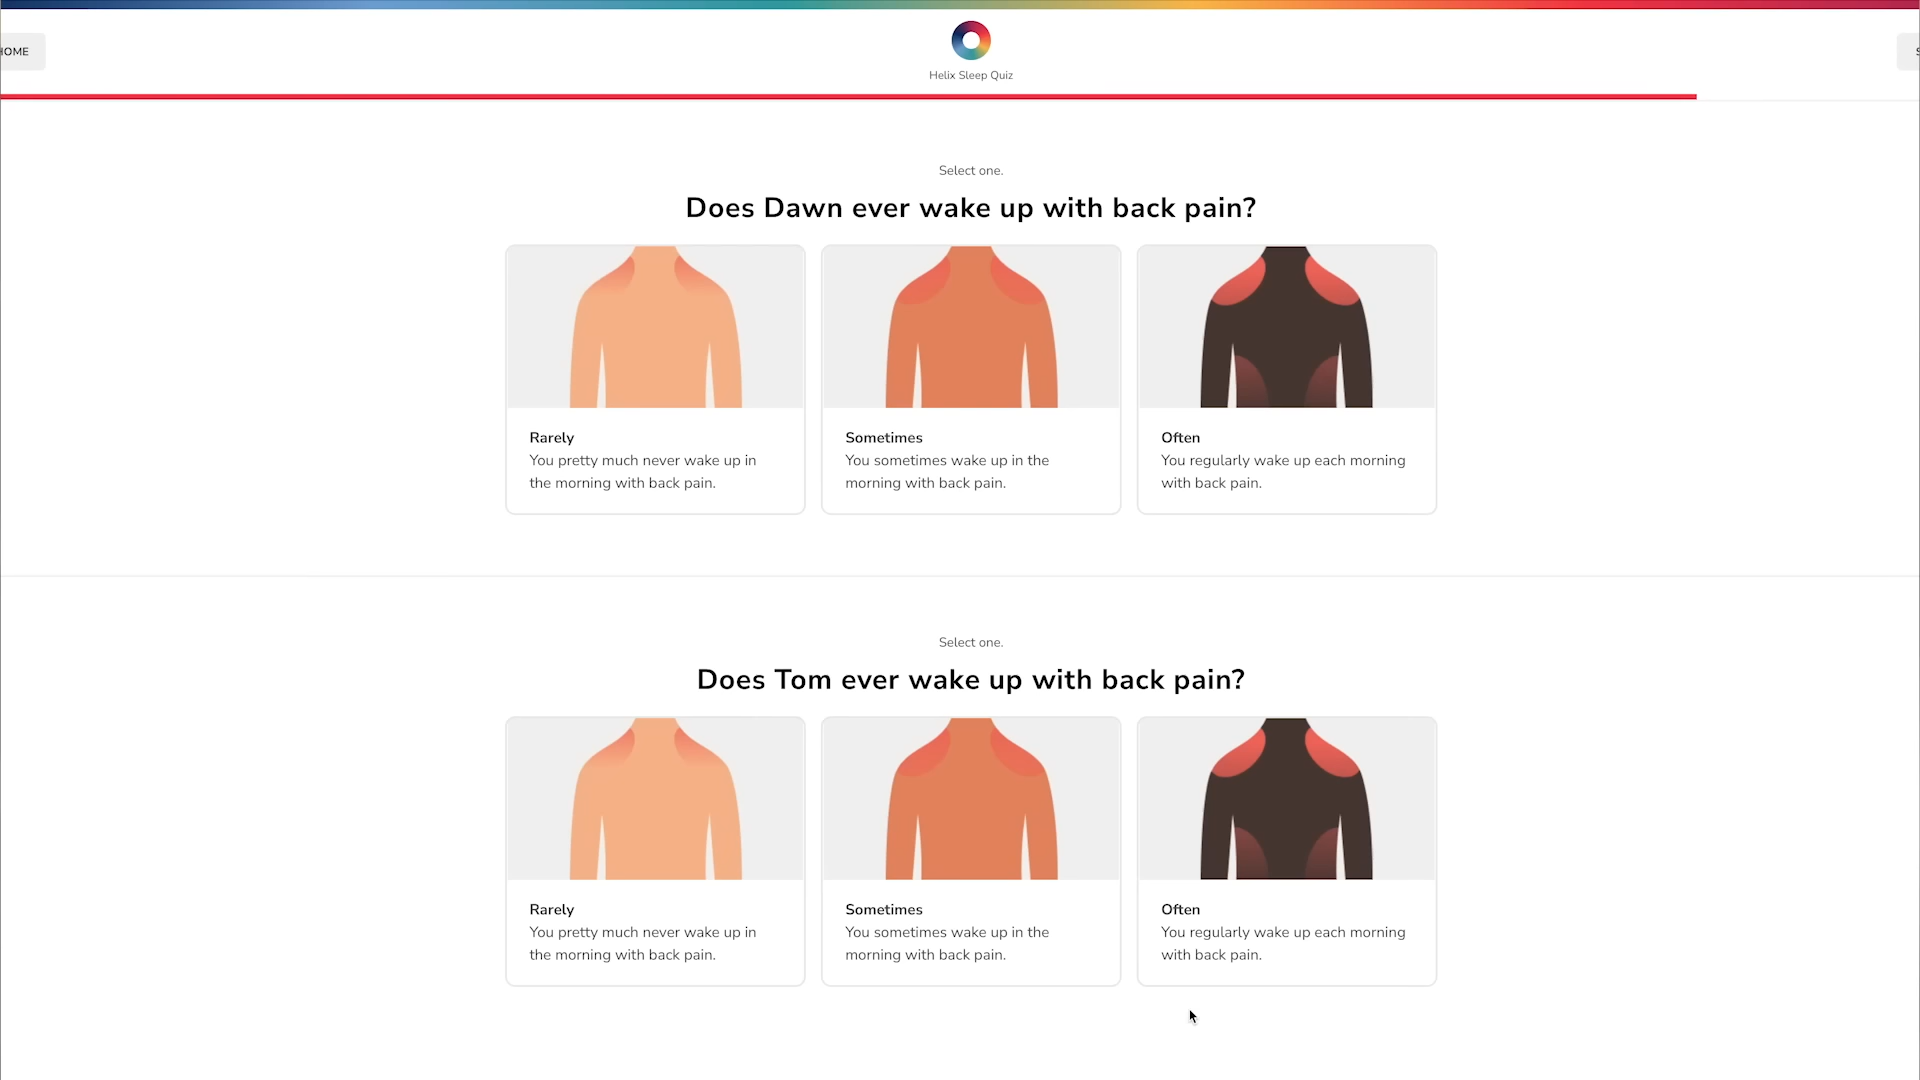 HOME
Helix Sleep Quiz
Select one.
Does Dawn ever wake up with back pain?
Rarely
You pretty much never wake up in
the morning with back pain.
Sometimes
You sometimes wake up in the
morning with back pain.
Often
You regularly wake up each morning
with back pain.
Select one.
Does Tom ever wake up with back pain?
Rarely
You pretty much never wake up in
the morning with back pain.
Sometimes
You sometimes wake up in the
morning with back pain.
Often
You regularly wake up each morning
with back pain.